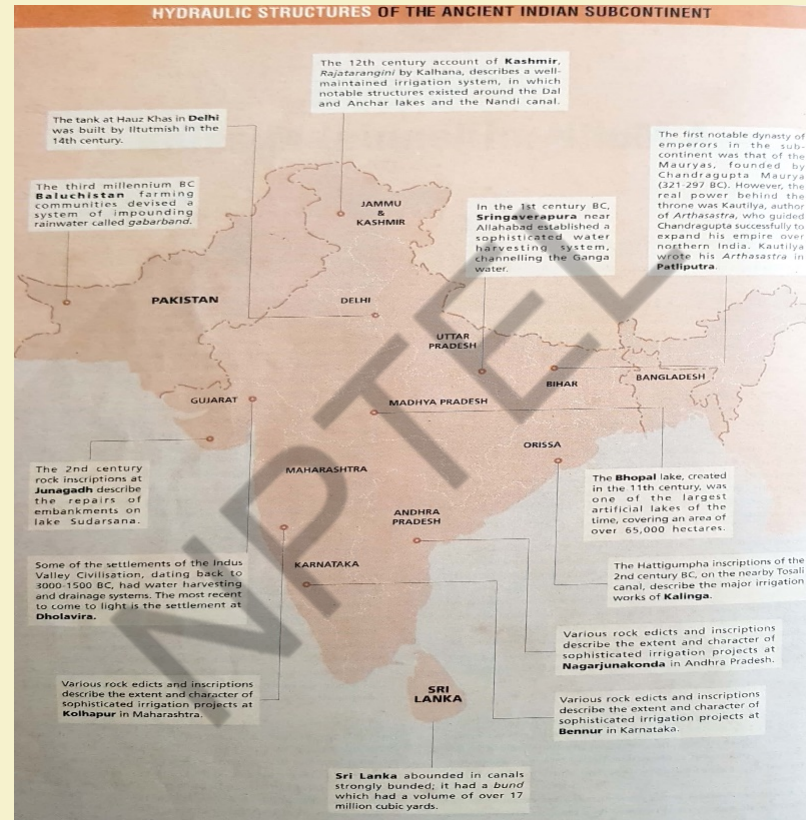 HYDRAULIC STRUCTURES OF THE ANCIENT INDIAN SUBCONTINENT
The 12th century account of Kashmir,
Rajatarangini by Kalhana, describes a well-
maintained irrigation system, in which
notable structures existed around the Dal
and Anchar lakes and the Nandi canal.
The tank at Hauz Khas in Delhi
was built by Iltutmish in the
14th century.
The first notable dynasty of
emperors in the sub-
continent was that of the
Mauryas, founded by
Chandragupta Maurya
(321-297 BC). However, the
real power behind the
throne was Kautilya, author
of Arthasastra, who guided
Chandragupta successfully to
expand his empire over
northern India. Kautilya
wrote his Arthasastra in
Patliputra.
The third millennium BC
Baluchistan farming
communities devised a
system of impounding
rainwater called gabarband.
In the 1st century BC,
Sringaverapura near
Allahabad established a
sophisticated water
harvesting system,
channelling the Ganga
water.
JAMMU
&
KASHMIR
PAKISTAN
DELHI
UTTAR
PRADESH
BIHAR
BANGLADESH
GUJARAT
MADHYA PRADESH
ORISSA
MAHARASHTRA
ANDHRA
PRADESH
KARNATAKA
SRI
LANKA
The 2nd century
rock inscriptions at
Junagadh describe
the repairs of
embankments on
lake Sudarsana.
The Bhopal lake, created
in the 11th century, was
one of the largest
artificial lakes of the
time, covering an area of
over 65,000 hectares.
Some of the settlements of the Indus
Valley Civilisation, dating back to
3000-1500 BC, had water harvesting
and drainage systems. The most recent
to come to light is the settlement at
Dholavira.
The Hattigumpha inscriptions of the
2nd century BC, on the nearby Tosali
canal, describe the major irrigation
works of Kalinga.
Various rock edicts and inscriptions
describe the extent and character of
sophisticated irrigation projects at
Nagarjunakonda in Andhra Pradesh.
Various rock edicts and inscriptions
describe the extent and character of
sophisticated irrigation projects at
Kolhapur in Maharashtra.
Various rock edicts and inscriptions
describe the extent and character of
sophisticated irrigation projects at
Bennur in Karnataka.
Sri Lanka abounded in canals
strongly bunded; it had a bund
which had a volume of over 17
million cubic yards.
NPTEL